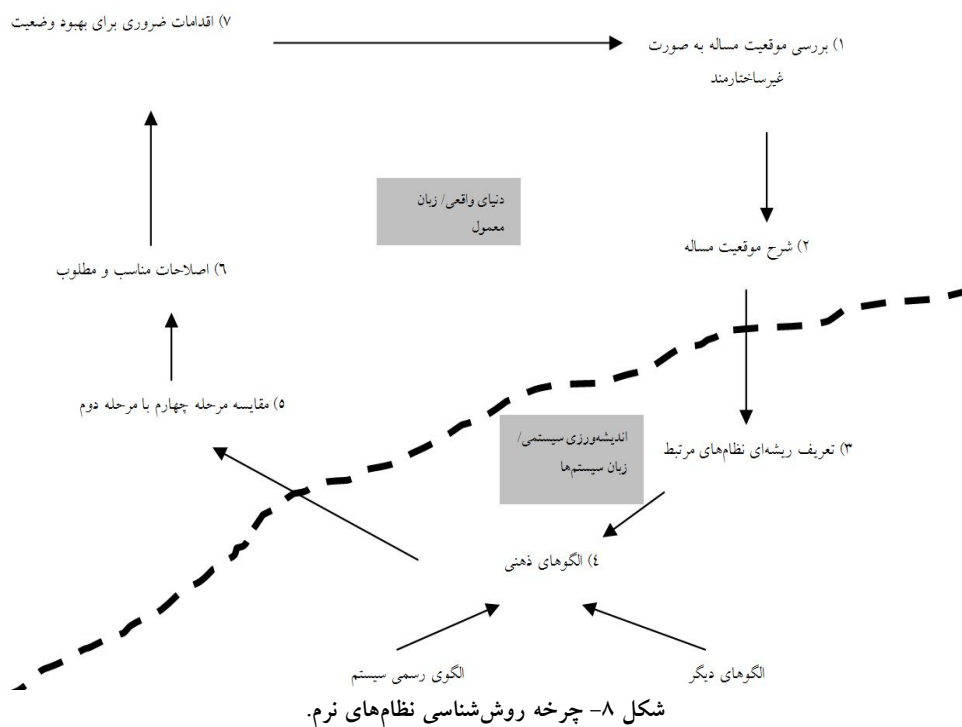 ۷) اقدامات ضروری برای بهبود وضعیت
۱) بررسی موقعیت مساله به صورت
غیرساختارمند
دنیای واقعی/ زبان
معمول
۲) شرح موقعیت مساله
۶) اصلاحات مناسب و مطلوب
۵) مقایسه مرحله چهارم با مرحله دوم
اندیشه‌ورزی سیستمی/
زبان سیستم‌ها
۳) تعریف ریشه‌ای نظام‌های مرتبط
٤) الگوهای ذهنی
الگوی رسمی سیستم
الگوهای دیگر
شکل ۸- چرخه روش‌شناسی نظام‌های نرم.